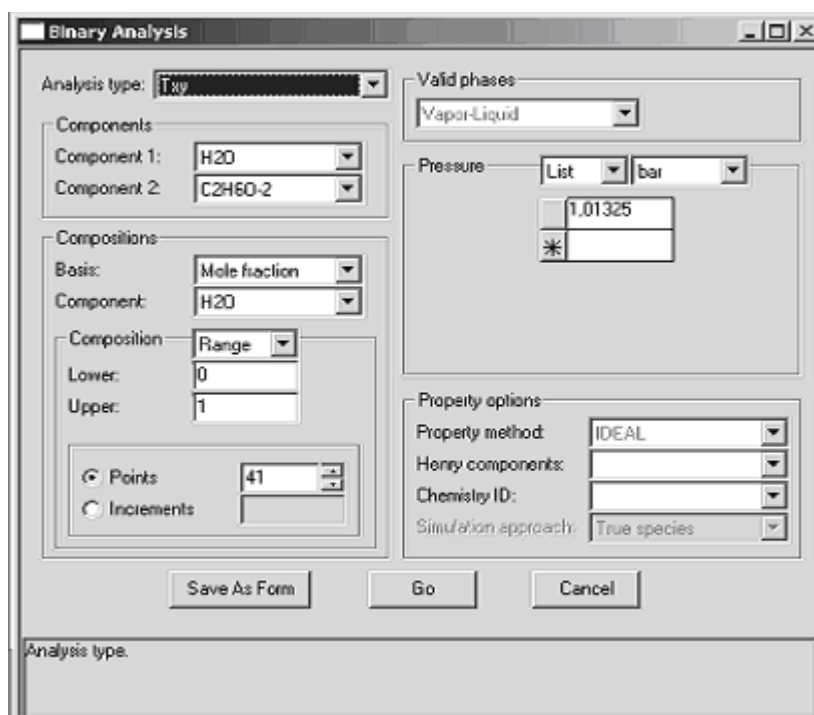 Binary Analysis
Analysis type: Txy
Components
Component 1: H2O
Component 2: C2H6O-2
Compositions
Basis: Mole fraction
Component: H2O
Composition Range
Lower: 0
Upper: 1
Points 41
Increments
Valid phases
Vapor-Liquid
Pressure List bar
1,01325
Property options
Property method: IDEAL
Henry components:
Chemistry ID:
Simulation approach: True species
Save As Form Go Cancel
Analysis type.